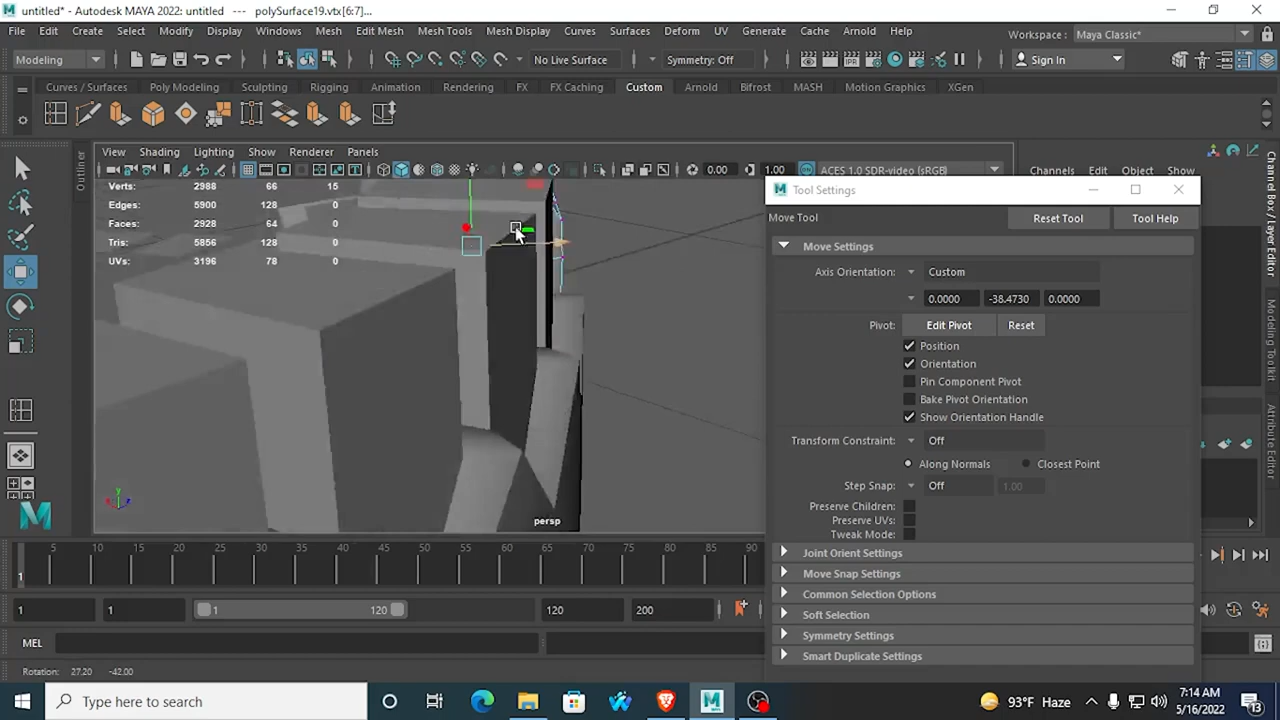 untitled* - Autodesk MAYA 2022: untitled --- polySurface19.vtx[6:7]...
File Edit Create Select Modify Display Windows Mesh Edit Mesh Mesh Tools Mesh Display Curves Surfaces Deform UV Generate Cache Arnold Help
Workspace : Maya Classic*
Modeling No Live Surface Symmetry: Off Sign In
Curves / Surfaces Poly Modeling Sculpting Rigging Animation Rendering FX FX Caching Custom Arnold Bifrost MASH Motion Graphics XGen
View Shading Lighting Show Renderer Panels
0.00 1.00 ACES 1.0 SDR-video (sRGB)
Channels Edit Object Show
Outliner
Verts: 2988 66 15
Edges: 5900 128 0
Faces: 2928 64 0
Tris: 5856 128 0
UVs: 3196 78 0
persp
Tool Settings
Move Tool Reset Tool Tool Help
Move Settings
Axis Orientation: Custom
0.0000 -38.4730 0.0000
Pivot: Edit Pivot Reset
Position
Orientation
Pin Component Pivot
Bake Pivot Orientation
Show Orientation Handle
Transform Constraint: Off
Along Normals Closest Point
Step Snap: Off 1.00
Preserve Children:
Preserve UVs:
Tweak Mode:
Joint Orient Settings
Move Snap Settings
Common Selection Options
Soft Selection
Symmetry Settings
Smart Duplicate Settings
Channel Box / Layer Editor
Modeling Toolkit
Attribute Editor
5 10 15 20 25 30 35 40 45 50 55 60 65 70 75 80 85 90
1
1 1 1 120 120 200
MEL
Rotation: 27.20 -42.00
Type here to search
93°F Haze
7:14 AM
5/16/2022
13